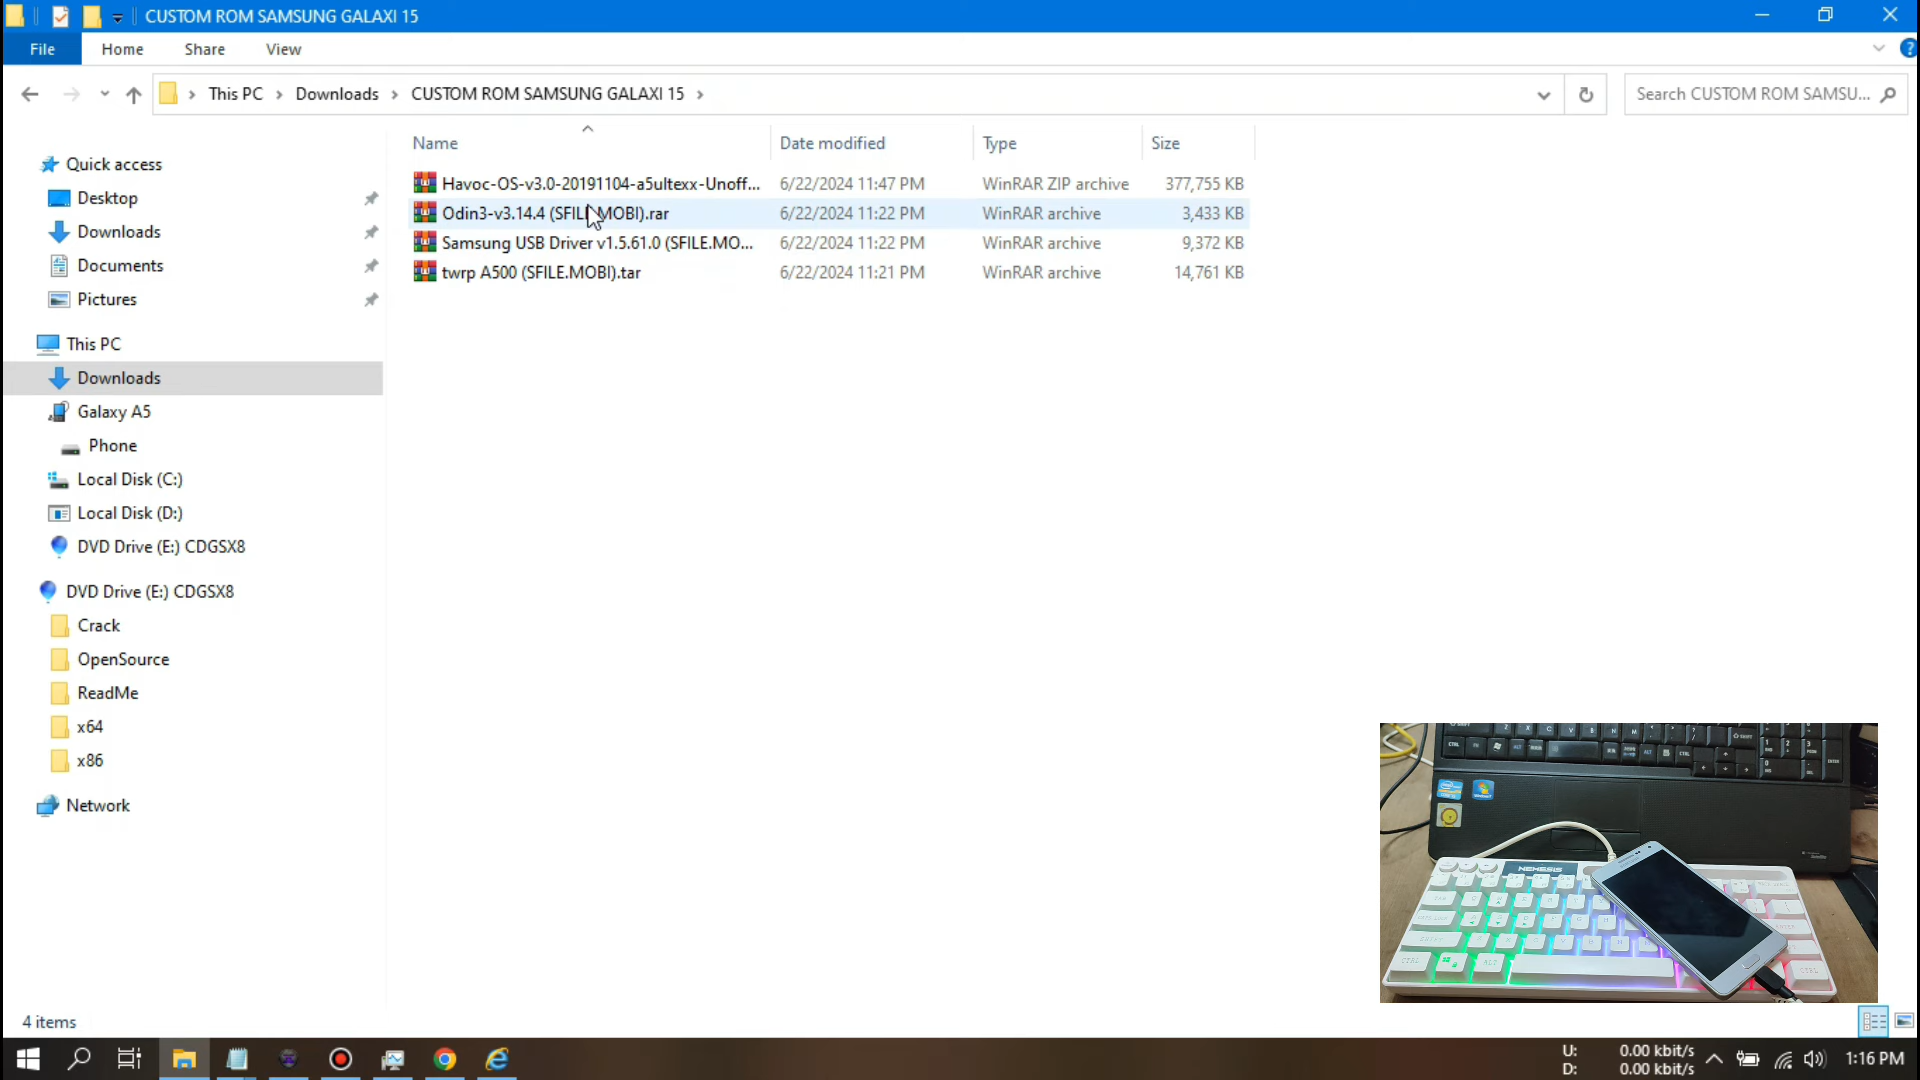 CUSTOM ROM SAMSUNG GALAXI 15
File Home Share View
This PC Downloads CUSTOM ROM SAMSUNG GALAXI 15
Search CUSTOM ROM SAMSU...
Name Date modified Type Size
Havoc-OS-v3.0-20191104-a5ultexx-Unoff... 6/22/2024 11:47 PM WinRAR ZIP archive 377,755 KB
Odin3-v3.14.4 (SFILE.MOBI).rar 6/22/2024 11:22 PM WinRAR archive 3,433 KB
Samsung USB Driver v1.5.61.0 (SFILE.MO... 6/22/2024 11:22 PM WinRAR archive 9,372 KB
twrp A500 (SFILE.MOBI).tar 6/22/2024 11:21 PM WinRAR archive 14,761 KB
Quick access
Desktop
Downloads
Documents
Pictures
This PC
Downloads
Galaxy A5
Phone
Local Disk (C:)
Local Disk (D:)
DVD Drive (E:) CDGSX8
DVD Drive (E:) CDGSX8
Crack
OpenSource
ReadMe
x64
x86
Network
NEMESIS
CTRL
ALT
4 items
U: 0.00 kbit/s
D: 0.00 kbit/s
1:16 PM